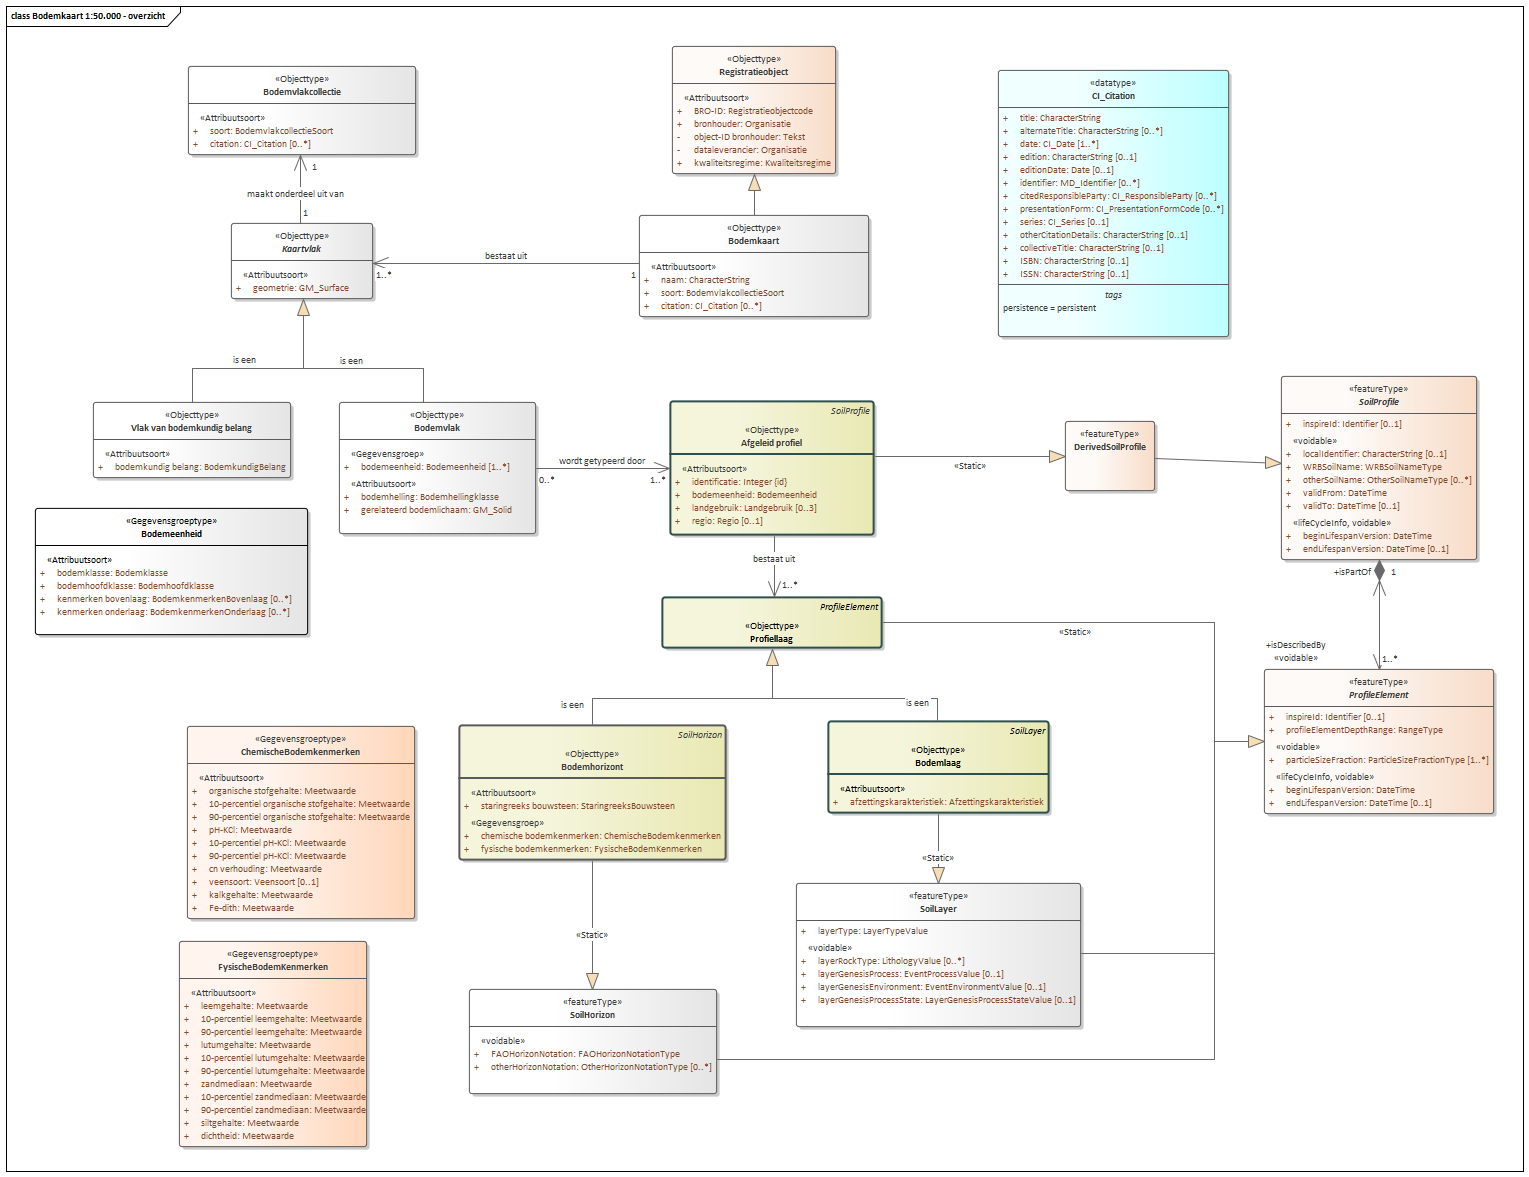 class Bodemkaart 1:50.000 - overzicht
«Objecttype»
Bodemvlakcollectie
«Attribuutsoort»
+ soort: BodemvlakcollectieSoort
+ citation: CI_Citation [0..*]
1
maakt onderdeel uit van
1
«Objecttype»
Registratieobject
«Attribuutsoort»
+ BRO-ID: Registratieobjectcode
+ bronhouder: Organisatie
- object-ID bronhouder: Tekst
- dataleverancier: Organisatie
+ kwaliteitsregime: Kwaliteitsregime
«datatype»
CI_Citation
+ title: CharacterString
+ alternateTitle: CharacterString [0..*]
+ date: CI_Date [1..*]
+ edition: CharacterString [0..1]
+ editionDate: Date [0..1]
+ identifier: MD_Identifier [0..*]
+ citedResponsibleParty: CI_ResponsibleParty [0..*]
+ presentationForm: CI_PresentationFormCode [0..*]
+ series: CI_Series [0..1]
+ otherCitationDetails: CharacterString [0..1]
+ collectiveTitle: CharacterString [0..1]
+ ISBN: CharacterString [0..1]
+ ISSN: CharacterString [0..1]
tags
persistence = persistent
«Objecttype»
Kaartvlak
«Attribuutsoort»
+ geometrie: GM_Surface
bestaat uit
1..*
1
«Objecttype»
Bodemkaart
«Attribuutsoort»
+ naam: CharacterString
+ soort: BodemvlakcollectieSoort
+ citation: CI_Citation [0..*]
is een
is een
«Objecttype»
Vlak van bodemkundig belang
«Attribuutsoort»
+ bodemkundig belang: BodemkundigBelang
«Objecttype»
Bodemvlak
«Gegevensgroep»
+ bodemeenheid: Bodemeenheid [1..*]
«Attribuutsoort»
+ bodemhelling: Bodemhellingklasse
+ gerelateerd bodemlichaam: GM_Solid
wordt getypeerd door
0..*
1..*
SoilProfile
«Objecttype»
Afgeleid profiel
«Attribuutsoort»
+ identificatie: Integer {id}
+ bodemeenheid: Bodemeenheid
+ landgebruik: Landgebruik [0..3]
+ regio: Regio [0..1]
«Static»
«featureType»
DerivedSoilProfile
«featureType»
SoilProfile
+ inspireId: Identifier [0..1]
«voidable»
+ localIdentifier: CharacterString [0..1]
+ WRBSoilName: WRBSoilNameType
+ otherSoilName: OtherSoilNameType [0..*]
+ validFrom: DateTime
+ validTo: DateTime [0..1]
«lifeCycleInfo, voidable»
+ beginLifespanVersion: DateTime
+ endLifespanVersion: DateTime [0..1]
«Gegevensgroeptype»
Bodemeenheid
«Attribuutsoort»
+ bodemklasse: Bodemklasse
+ bodemhoofdklasse: Bodemhoofdklasse
+ kenmerken bovenlaag: BodemkenmerkenBovenlaag [0..*]
+ kenmerken onderlaag: BodemkenmerkenOnderlaag [0..*]
bestaat uit
1..*
+isPartOf
1
ProfileElement
«Objecttype»
Profiellaag
«Static»
+isDescribedBy
«voidable»
1..*
«featureType»
ProfileElement
+ inspireId: Identifier [0..1]
+ profileElementDepthRange: RangeType
«voidable»
+ particleSizeFraction: ParticleSizeFractionType [1..*]
«lifeCycleInfo, voidable»
+ beginLifespanVersion: DateTime
+ endLifespanVersion: DateTime [0..1]
is een
is een
«Gegevensgroeptype»
ChemischeBodemkenmerken
«Attribuutsoort»
+ organische stofgehalte: Meetwaarde
+ 10-percentiel organische stofgehalte: Meetwaarde
+ 90-percentiel organische stofgehalte: Meetwaarde
+ pH-KCl: Meetwaarde
+ 10-percentiel pH-KCl: Meetwaarde
+ 90-percentiel pH-KCl: Meetwaarde
+ cn verhouding: Meetwaarde
+ veensoort: Veensoort [0..1]
+ kalkgehalte: Meetwaarde
+ Fe-dith: Meetwaarde
SoilHorizon
«Objecttype»
Bodemhorizont
«Attribuutsoort»
+ staringreeks bouwsteen: StaringreeksBouwsteen
«Gegevensgroep»
+ chemische bodemkenmerken: ChemischeBodemkenmerken
+ fysische bodemkenmerken: FysischeBodemKenmerken
SoilLayer
«Objecttype»
Bodemlaag
«Attribuutsoort»
+ afzettingskarakteristiek: Afzettingskarakteristiek
«Static»
«featureType»
SoilLayer
+ layerType: LayerTypeValue
«voidable»
+ layerRockType: LithologyValue [0..*]
+ layerGenesisProcess: EventProcessValue [0..1]
+ layerGenesisEnvironment: EventEnvironmentValue [0..1]
+ layerGenesisProcessState: LayerGenesisProcessStateValue [0..1]
«Static»
«Gegevensgroeptype»
FysischeBodemKenmerken
«Attribuutsoort»
+ leemgehalte: Meetwaarde
+ 10-percentiel leemgehalte: Meetwaarde
+ 90-percentiel leemgehalte: Meetwaarde
+ lutumgehalte: Meetwaarde
+ 10-percentiel lutumgehalte: Meetwaarde
+ 90-percentiel lutumgehalte: Meetwaarde
+ zandmediaan: Meetwaarde
+ 10-percentiel zandmediaan: Meetwaarde
+ 90-percentiel zandmediaan: Meetwaarde
+ siltgehalte: Meetwaarde
+ dichtheid: Meetwaarde
«featureType»
SoilHorizon
«voidable»
+ FAOHorizonNotation: FAOHorizonNotationType
+ otherHorizonNotation: OtherHorizonNotationType [0..*]